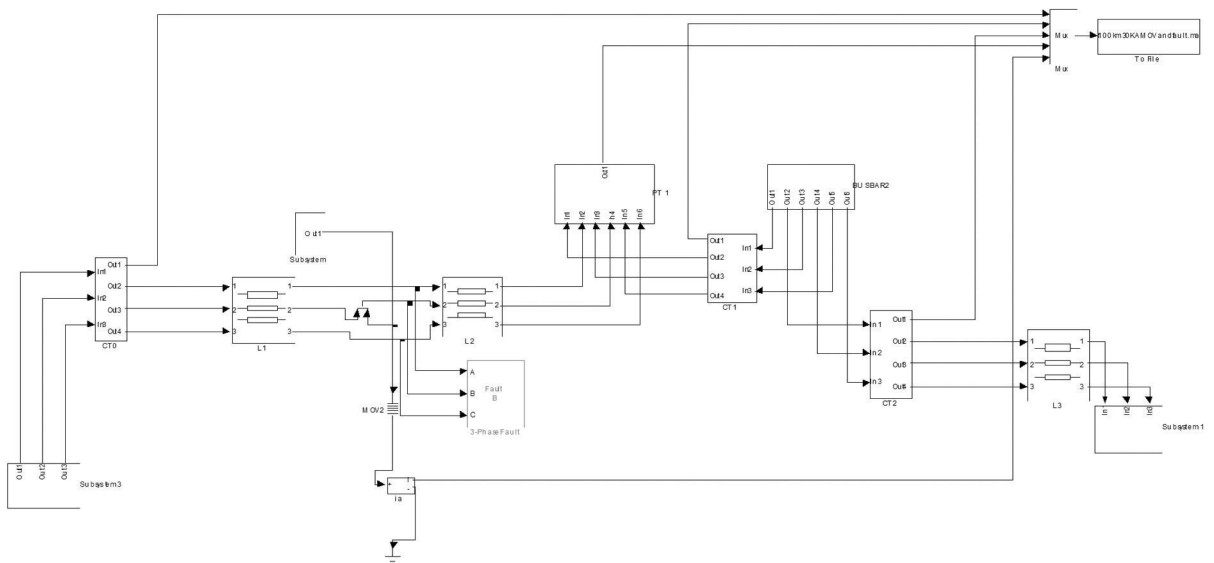 Mux
100km30KAMOVandfault.ma
Mux
To File
Out1
PT 1
In1 In2 In3 In4 In5 In6
BUSBAR2
Out1 Out2 Out3 Out4 Out5 Out6
Out1
Out2
Out3
Out4
In1
In2
In3
CT1
Out1
Subsystem
In1
In2
In3
Out1
Out2
Out3
Out4
CT0
1 1
2 2
3 3
L1
1 1
2 2
3 3
L2
In1
In2
In3
Out1
Out2
Out3
Out4
CT2
1 1
2 2
3 3
L3
In1 In2 In3
Subsystem1
A
B
C
Fault
B
3-Phase Fault
MOV2
Out1 Out2 Out3
Subsystem3
+
i
-
ia